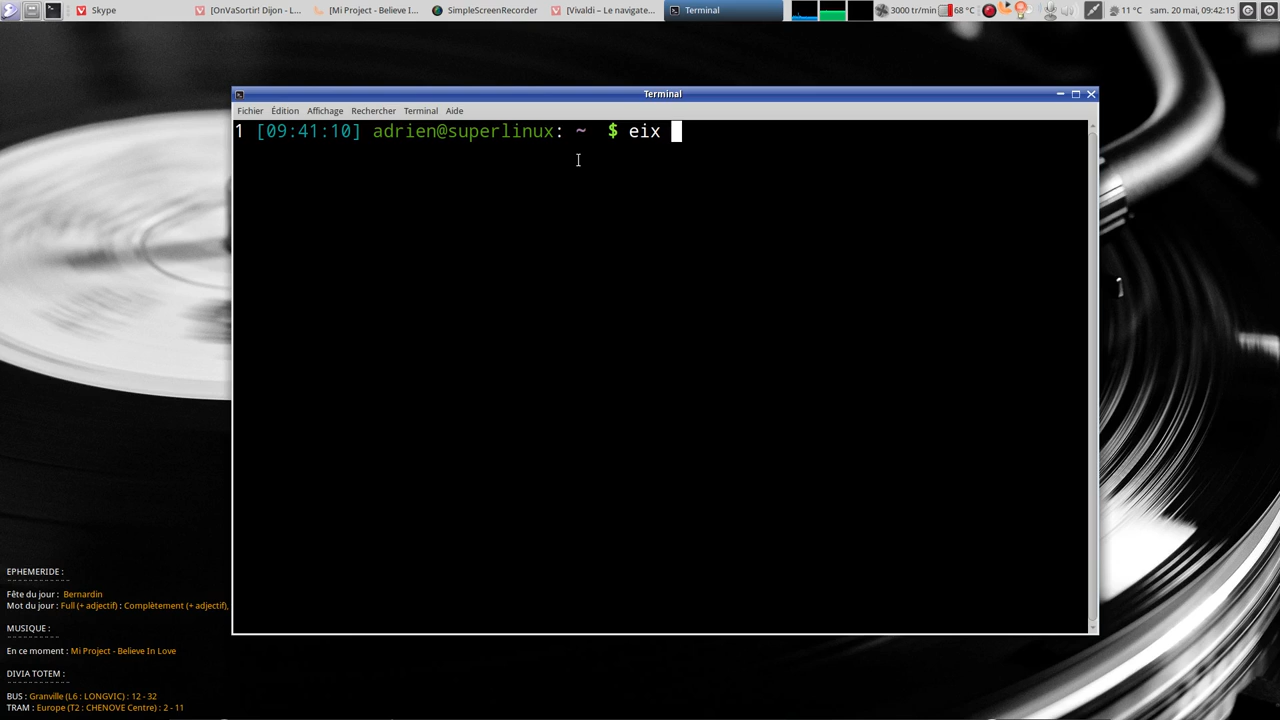 Skype
[OnVaSortir! Dijon - L...
[Mi Project - Believe I...
SimpleScreenRecorder
[Vivaldi – Le navigate...
Terminal
3000 tr/min
68 °C
11 °C
sam. 20 mai, 09:42:15
Terminal
Fichier Édition Affichage Rechercher Terminal Aide
1 [09:41:10] adrien@superlinux: ~ $ eix
EPHEMERIDE :
Fête du jour : Bernardin
Mot du jour : Full (+ adjectif) : Complètement (+ adjectif),
MUSIQUE :
En ce moment : Mi Project - Believe In Love
DIVIA TOTEM :
BUS : Granville (L6 : LONGVIC) : 12 - 32
TRAM : Europe (T2 : CHENOVE Centre) : 2 - 11